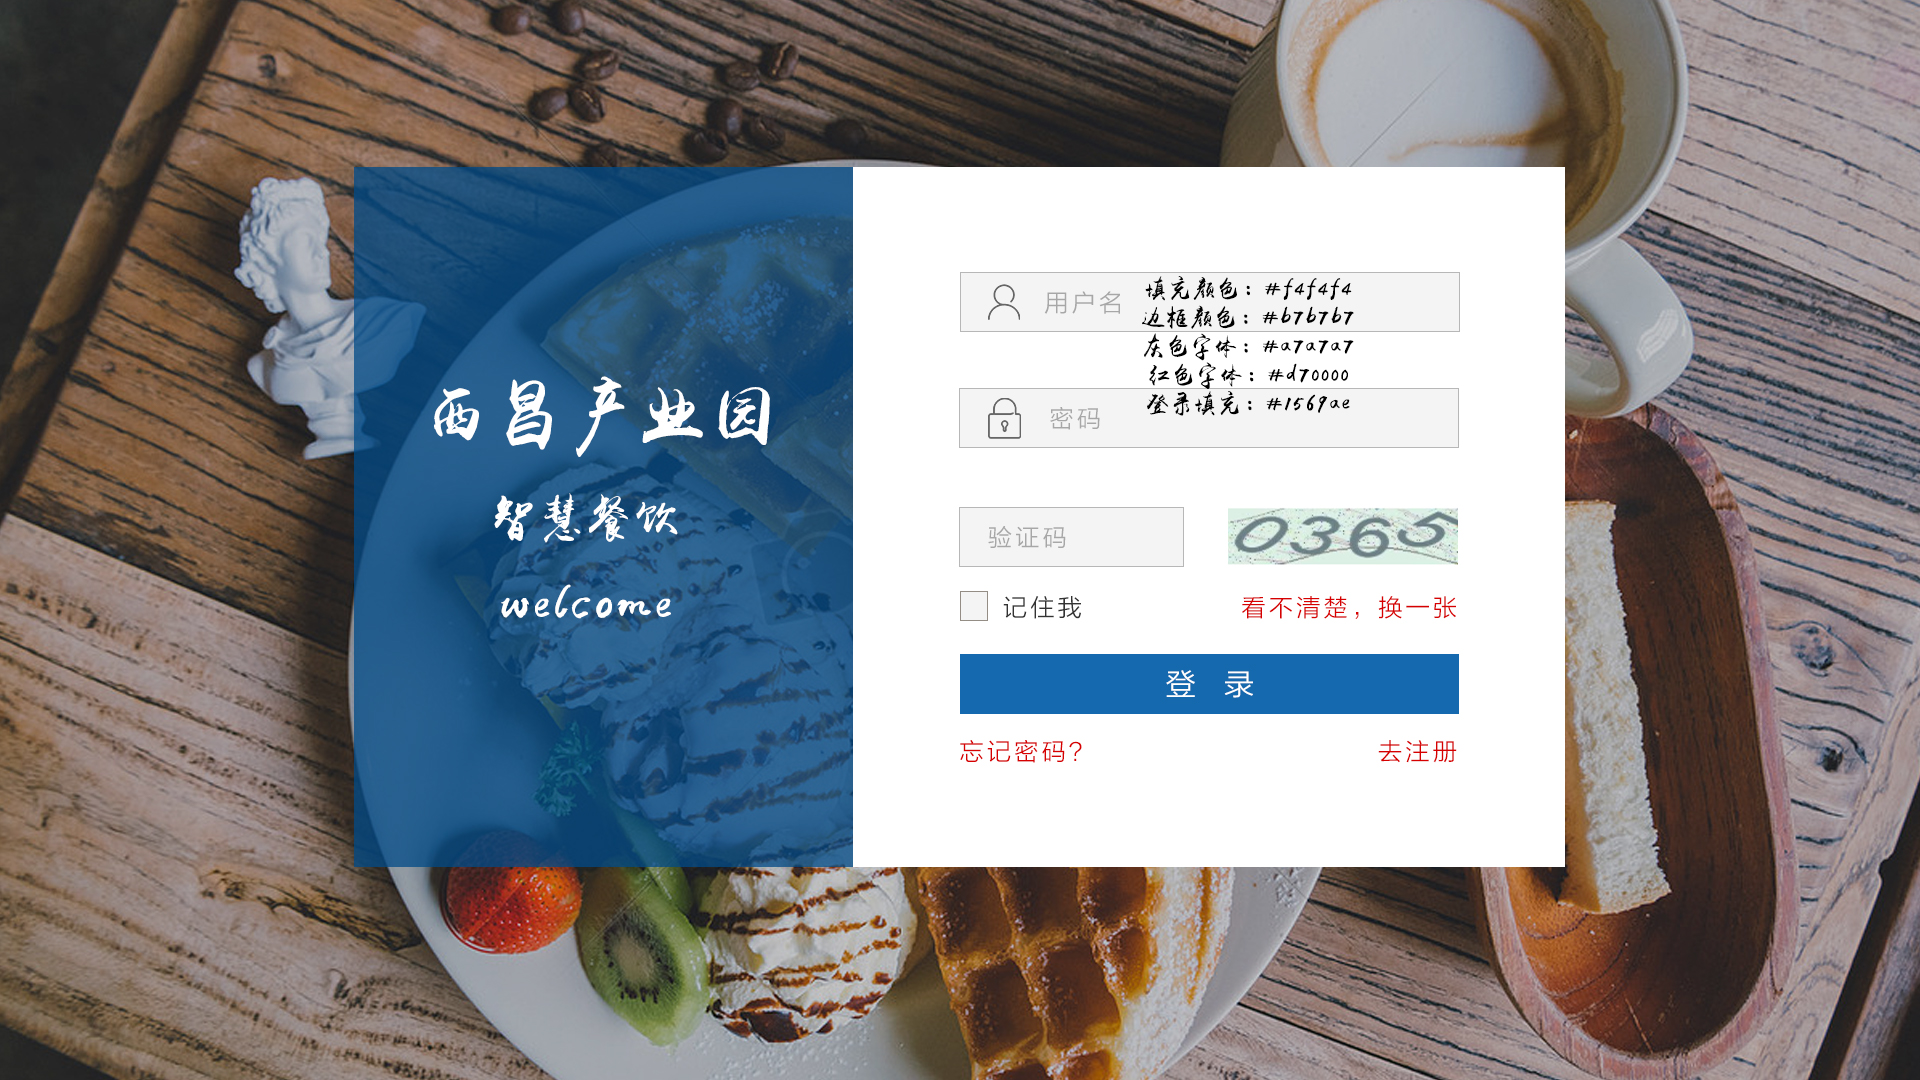 西昌产业园
智慧餐饮
welcome
用户名
填充颜色：#f4f4f4
边框颜色：#b7b7b7
灰色字体：#a7a7a7
红色字体：#d70000
登录填充：#1569ae
密码
验证码
0365
记住我
看不清楚，换一张
登 录
忘记密码?
去注册